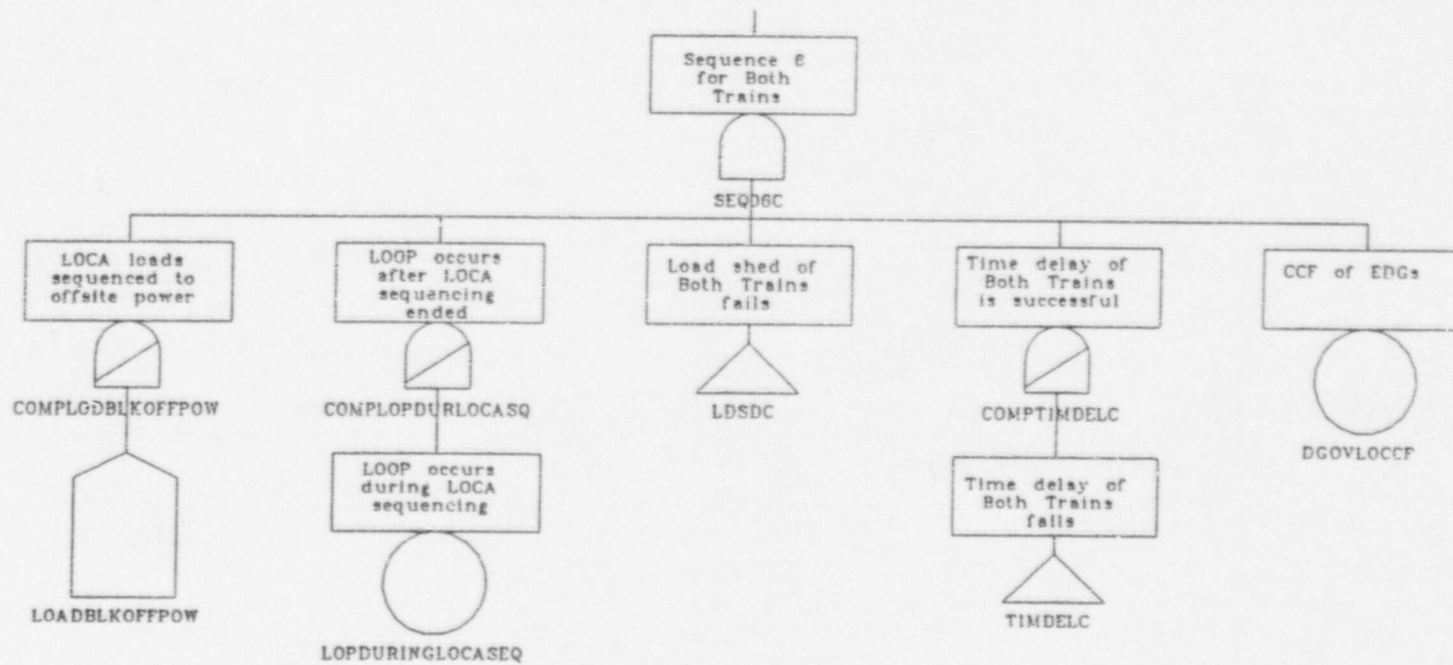 Sequence 6
for Both
Trains
SEQ06C
LOCA loads
sequenced to
offsite power
COMPLGDBLKOFFPOW
LOADBLKOFFPOW
LOOP occurs
after LOCA
sequencing
ended
COMPLOPDURLOCASQ
LOOP occurs
during LOCA
sequencing
LOPDURINGLOCASEQ
Load shed of
Both Trains
fails
LDSDC
Time delay of
Both Trains
is successful
COMPTIMDELC
Time delay of
Both Trains
fails
TIMDELC
CCF of EDGs
DGOVLOCCF